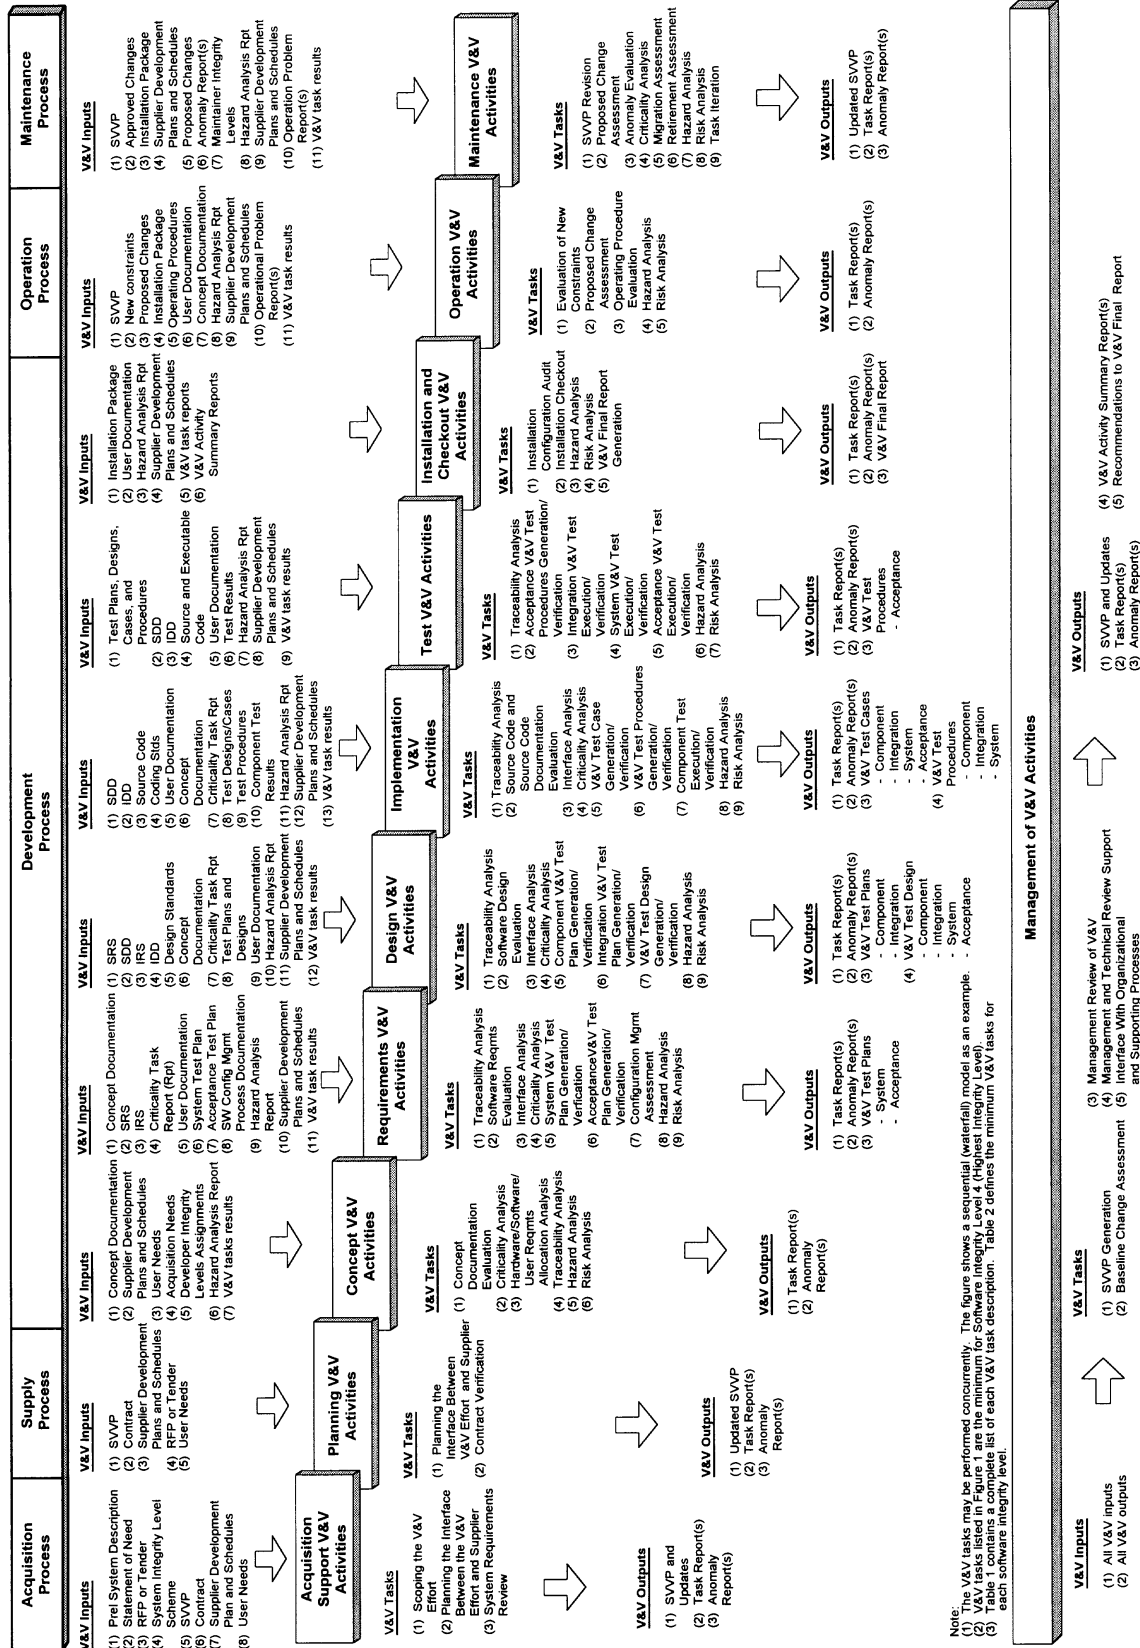 Acquisition
Process
Supply
Process
Development
Process
Operation
Process
Maintenance
Process
V&V Inputs
(1) Prel System Description
(2) Statement of Need
(3) RFP or Tender
(4) System Integrity Level
Scheme
(5) SVVP
(6) Contract
(7) Supplier Development
Plan and Schedules
(8) User Needs
Acquisition
Support V&V
Activities
V&V Tasks
(1) Scoping the V&V
Effort
(2) Planning the Interface
Between the V&V
Effort and Supplier
(3) System Requirements
Review
V&V Outputs
(1) SVVP and
Updates
(2) Task Report(s)
(3) Anomaly
Report(s)
V&V Inputs
(1) SVVP
(2) Contract
(3) Supplier Development
Plans and Schedules
(4) RFP or Tender
(5) User Needs
Planning V&V
Activities
V&V Tasks
(1) Planning the
Interface Between
V&V Effort and Supplier
(2) Contract Verification
V&V Outputs
(1) Updated SVVP
(2) Task Report(s)
(3) Anomaly
Report(s)
V&V Inputs
(1) Concept Documentation
(2) Supplier Development
Plans and Schedules
(3) User Needs
(4) Acquisition Needs
(5) Developer Integrity
Levels Assignments
(6) Hazard Analysis Report
(7) V&V tasks results
Concept V&V
Activities
V&V Tasks
(1) Concept
Documentation
Evaluation
(2) Criticality Analysis
(3) Hardware/Software/
User Reqmts
Allocation Analysis
(4) Traceability Analysis
(5) Hazard Analysis
(6) Risk Analysis
V&V Outputs
(1) Task Report(s)
(2) Anomaly
Report(s)
V&V Inputs
(1) Concept Documentation
(2) SRS
(3) IRS
(4) Criticality Task
Report (Rpt)
(5) User Documentation
(6) System Test Plan
(7) Acceptance Test Plan
(8) SW Config Mgmt
Process Documentation
(9) Hazard Analysis
Report
(10) Supplier Development
Plans and Schedules
(11) V&V task results
Requirements V&V
Activities
V&V Tasks
(1) Traceability Analysis
(2) Software Reqmts
Evaluation
(3) Interface Analysis
(4) Criticality Analysis
(5) System V&V Test
Plan Generation/
Verification
(6) AcceptanceV&V Test
Plan Generation/
Verification
(7) Configuration Mgmt
Assessment
(8) Hazard Analysis
(9) Risk Analysis
V&V Outputs
(1) Task Report(s)
(2) Anomaly Report(s)
(3) V&V Test Plans
- System
- Acceptance
V&V Inputs
(1) SRS
(2) SDD
(3) IRS
(4) IDD
(5) Design Standards
(6) Concept
Documentation
(7) Criticality Task Rpt
(8) Test Plans and
Designs
(9) User Documentation
(10) Hazard Analysis Rpt
(11) Supplier Development
Plans and Schedules
(12) V&V task results
Design V&V
Activities
V&V Tasks
(1) Traceability Analysis
(2) Software Design
Evaluation
(3) Interface Analysis
(4) Criticality Analysis
(5) Component V&V Test
Plan Generation/
Verification
(6) Integration V&V Test
Plan Generation/
Verification
(7) V&V Test Design
Generation/
Verification
(8) Hazard Analysis
(9) Risk Analysis
V&V Outputs
(1) Task Report(s)
(2) Anomaly Report(s)
(3) V&V Test Plans
- Component
- Integration
(4) V&V Test Design
- Component
- Integration
- System
- Acceptance
V&V Inputs
(1) SDD
(2) IDD
(3) Source Code
(4) Coding Stds
(5) User Documentation
(6) Concept
Documentation
(7) Criticality Task Rpt
(8) Test Designs/Cases
(9) Test Procedures
(10) Component Test
Results
(11) Hazard Analysis Rpt
(12) Supplier Development
Plans and Schedules
(13) V&V task results
Implementation
V&V
Activities
V&V Tasks
(1) Traceability Analysis
(2) Source Code and
Source Code
Documentation
Evaluation
(3) Interface Analysis
(4) Criticality Analysis
(5) V&V Test Case
Generation/
Verification
(6) V&V Test Procedures
Generation/
Verification
(7) Component Test
Execution/
Verification
(8) Hazard Analysis
(9) Risk Analysis
V&V Outputs
(1) Task Report(s)
(2) Anomaly Report(s)
(3) V&V Test Cases
- Component
- Integration
- System
- Acceptance
(4) V&V Test
Procedures
- Component
- Integration
- System
V&V Inputs
(1) Test Plans, Designs,
Cases, and
Procedures
(2) SDD
(3) IDD
(4) Source and Executable
Code
(5) User Documentation
(6) Test Results
(7) Hazard Analysis Rpt
(8) Supplier Development
Plans and Schedules
(9) V&V task results
Test V&V Activities
V&V Tasks
(1) Traceability Analysis
(2) Acceptance V&V Test
Procedures Generation/
Verification
(3) Integration V&V Test
Execution/
Verification
(4) System V&V Test
Execution/
Verification
(5) Acceptance V&V Test
Execution/
Verification
(6) Hazard Analysis
(7) Risk Analysis
V&V Outputs
(1) Task Report(s)
(2) Anomaly Report(s)
(3) V&V Test
Procedures
- Acceptance
V&V Inputs
(1) Installation Package
(2) User Documentation
(3) Hazard Analysis Rpt
(4) Supplier Development
Plans and Schedules
(5) V&V task reports
(6) V&V Activity
Summary Reports
Installation and
Checkout V&V
Activities
V&V Tasks
(1) Installation
Configuration Audit
(2) Installation Checkout
(3) Hazard Analysis
(4) Risk Analysis
(5) V&V Final Report
Generation
V&V Outputs
(1) Task Report(s)
(2) Anomaly Report(s)
(3) V&V Final Report
V&V Inputs
(1) SVVP
(2) New constraints
(3) Proposed Changes
(4) Installation Package
(5) Operating Procedures
(6) User Documentation
(7) Concept Documentation
(8) Hazard Analysis Rpt
(9) Supplier Development
Plans and Schedules
(10) Operational Problem
Report(s)
(11) V&V task results
Operation V&V
Activities
V&V Tasks
(1) Evaluation of New
Constraints
(2) Proposed Change
Assessment
(3) Operating Procedure
Evaluation
(4) Hazard Analysis
(5) Risk Analysis
V&V Outputs
(1) Task Report(s)
(2) Anomaly Report(s)
V&V Inputs
(1) SVVP
(2) Approved Changes
(3) Installation Package
(4) Supplier Development
Plans and Schedules
(5) Proposed Changes
(6) Anomaly Report(s)
(7) Maintainer Integrity
Levels
(8) Hazard Analysis Rpt
(9) Supplier Development
Plans and Schedules
(10) Operation Problem
Report(s)
(11) V&V task results
Maintenance V&V
Activities
V&V Tasks
(1) SVVP Revision
(2) Proposed Change
Assessment
(3) Anomaly Evaluation
(4) Criticality Analysis
(5) Migration Assessment
(6) Retirement Assessment
(7) Hazard Analysis
(8) Risk Analysis
(9) Task Iteration
V&V Outputs
(1) Updated SVVP
(2) Task Report(s)
(3) Anomaly Report(s)
Note:
(1) The V&V tasks may be performed concurrently. The figure shows a sequential (waterfall) model as an example.
(2) V&V tasks listed in Figure 1 are the minimum for Software Integrity Level 4 (Highest Integrity Level).
(3) Table 1 contains a complete list of each V&V task description. Table 2 defines the minimum V&V tasks for
each software integrity level.
Management of V&V Activities
V&V Inputs
(1) All V&V inputs
(2) All V&V outputs
V&V Tasks
(1) SVVP Generation
(2) Baseline Change Assessment
(3) Management Review of V&V
(4) Management and Technical Review Support
(5) Interface With Organizational
and Supporting Processes
V&V Outputs
(1) SVVP and Updates
(2) Task Report(s)
(3) Anomaly Report(s)
(4) V&V Activity Summary Report(s)
(5) Recommendations to V&V Final Report